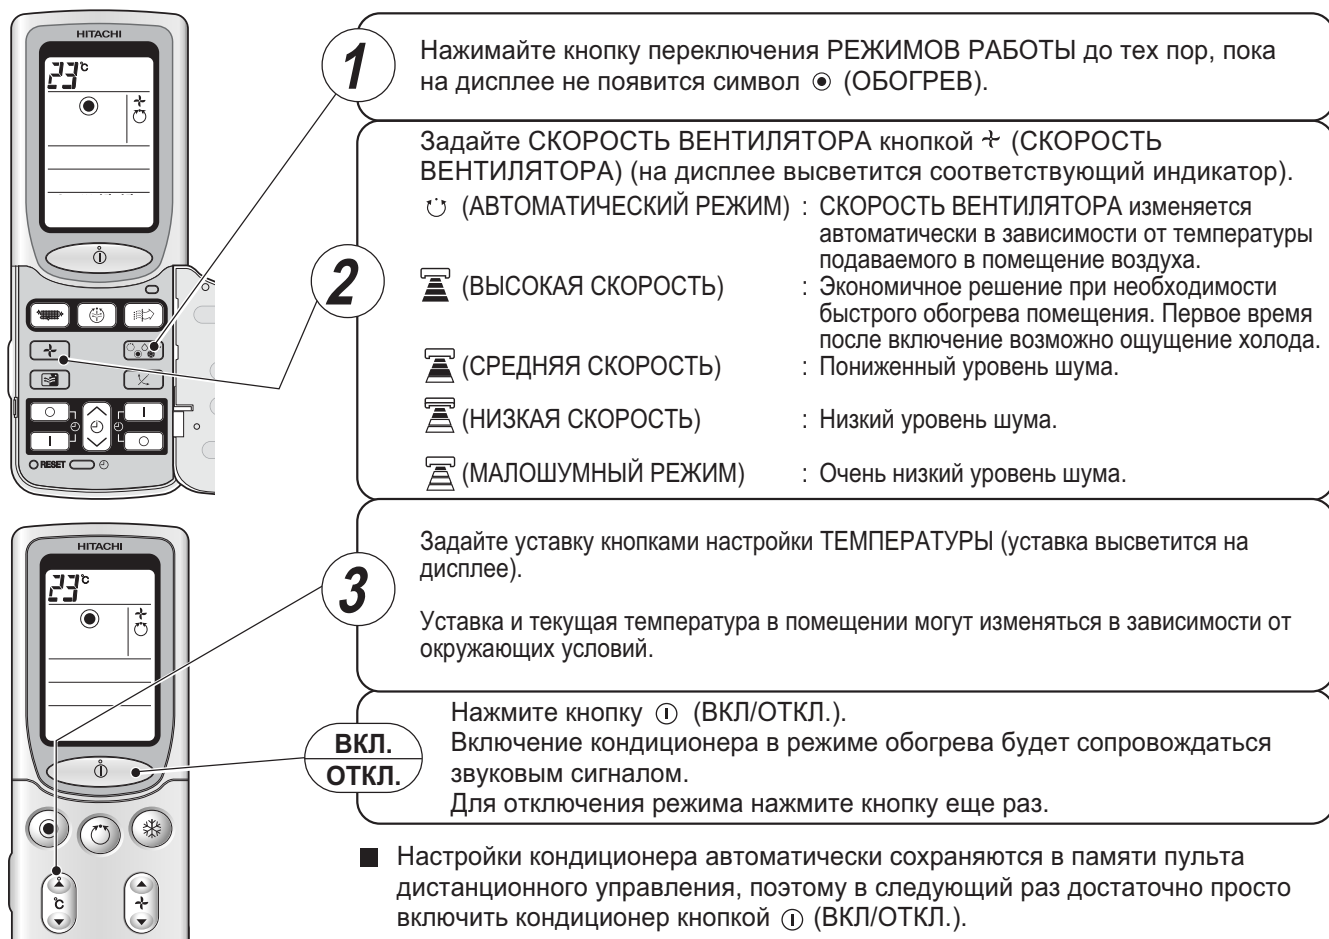 HITACHI
23°C
RESET
HITACHI
23°C
°C
1
Нажимайте кнопку переключения РЕЖИМОВ РАБОТЫ до тех пор, пока
на дисплее не появится символ ◉ (ОБОГРЕВ).
2
Задайте СКОРОСТЬ ВЕНТИЛЯТОРА кнопкой (СКОРОСТЬ
ВЕНТИЛЯТОРА) (на дисплее высветится соответствующий индикатор).
(АВТОМАТИЧЕСКИЙ РЕЖИМ) : СКОРОСТЬ ВЕНТИЛЯТОРА изменяется
автоматически в зависимости от температуры
подаваемого в помещение воздуха.
(ВЫСОКАЯ СКОРОСТЬ) : Экономичное решение при необходимости
быстрого обогрева помещения. Первое время
после включение возможно ощущение холода.
(СРЕДНЯЯ СКОРОСТЬ) : Пониженный уровень шума.
(НИЗКАЯ СКОРОСТЬ) : Низкий уровень шума.
(МАЛОШУМНЫЙ РЕЖИМ) : Очень низкий уровень шума.
3
Задайте уставку кнопками настройки ТЕМПЕРАТУРЫ (уставка высветится на
дисплее).
Уставка и текущая температура в помещении могут изменяться в зависимости от
окружающих условий.
ВКЛ.
ОТКЛ.
Нажмите кнопку (ВКЛ/ОТКЛ.).
Включение кондиционера в режиме обогрева будет сопровождаться
звуковым сигналом.
Для отключения режима нажмите кнопку еще раз.
■ Настройки кондиционера автоматически сохраняются в памяти пульта
дистанционного управления, поэтому в следующий раз достаточно просто
включить кондиционер кнопкой (ВКЛ/ОТКЛ.).